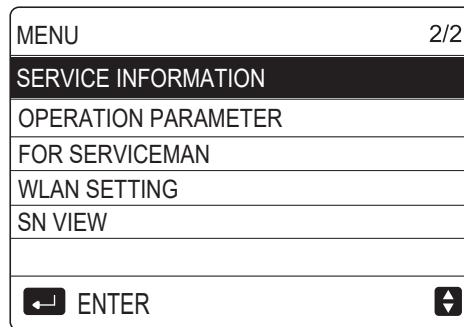 MENU 2/2
SERVICE INFORMATION
OPERATION PARAMETER
FOR SERVICEMAN
WLAN SETTING
SN VIEW
ENTER